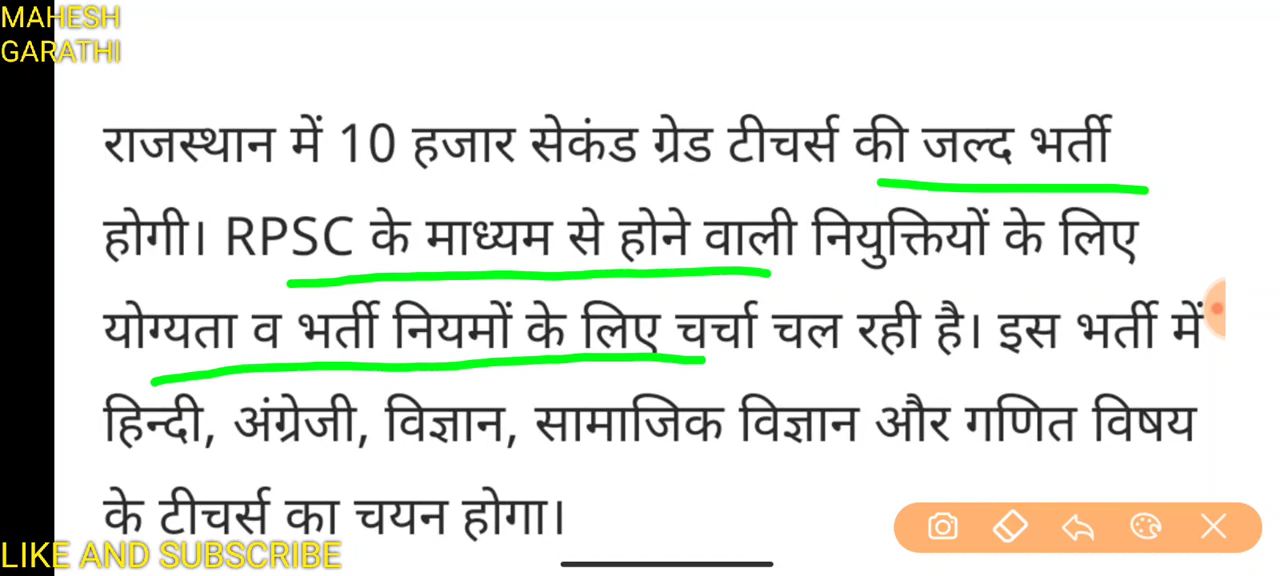 MAHESH
GARATHI
राजस्थान में 10 हजार सेकंड ग्रेड टीचर्स की जल्द भर्ती
होगी। RPSC के माध्यम से होने वाली नियुक्तियों के लिए
योग्यता व भर्ती नियमों के लिए चर्चा चल रही है। इस भर्ती में
हिन्दी, अंग्रेजी, विज्ञान, सामाजिक विज्ञान और गणित विषय
के टीचर्स का चयन होगा।
LIKE AND SUBSCRIBE